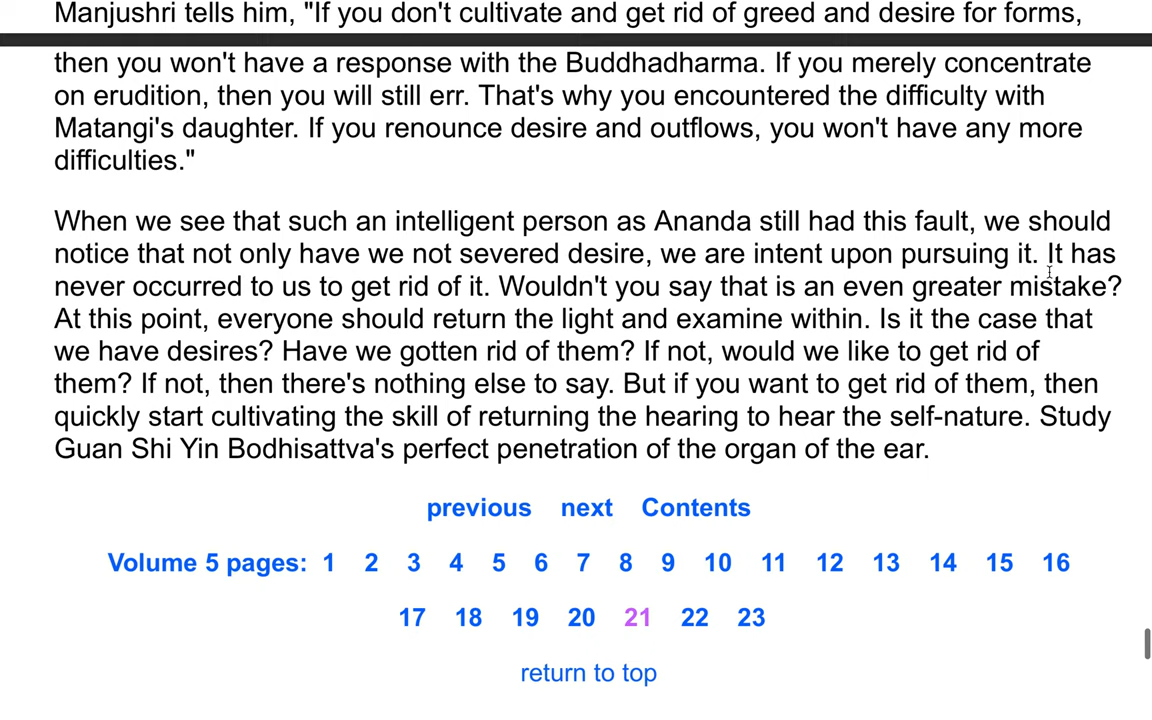 Manjushri tells him, "If you don't cultivate and get rid of greed and desire for forms,
then you won't have a response with the Buddhadharma. If you merely concentrate
on erudition, then you will still err. That's why you encountered the difficulty with
Matangi's daughter. If you renounce desire and outflows, you won't have any more
difficulties."
When we see that such an intelligent person as Ananda still had this fault, we should
notice that not only have we not severed desire, we are intent upon pursuing it. It has
never occurred to us to get rid of it. Wouldn't you say that is an even greater mistake?
At this point, everyone should return the light and examine within. Is it the case that
we have desires? Have we gotten rid of them? If not, would we like to get rid of
them? If not, then there's nothing else to say. But if you want to get rid of them, then
quickly start cultivating the skill of returning the hearing to hear the self-nature. Study
Guan Shi Yin Bodhisattva's perfect penetration of the organ of the ear.
previous next Contents
Volume 5 pages: 1 2 3 4 5 6 7 8 9 10 11 12 13 14 15 16
17 18 19 20 21 22 23
return to top